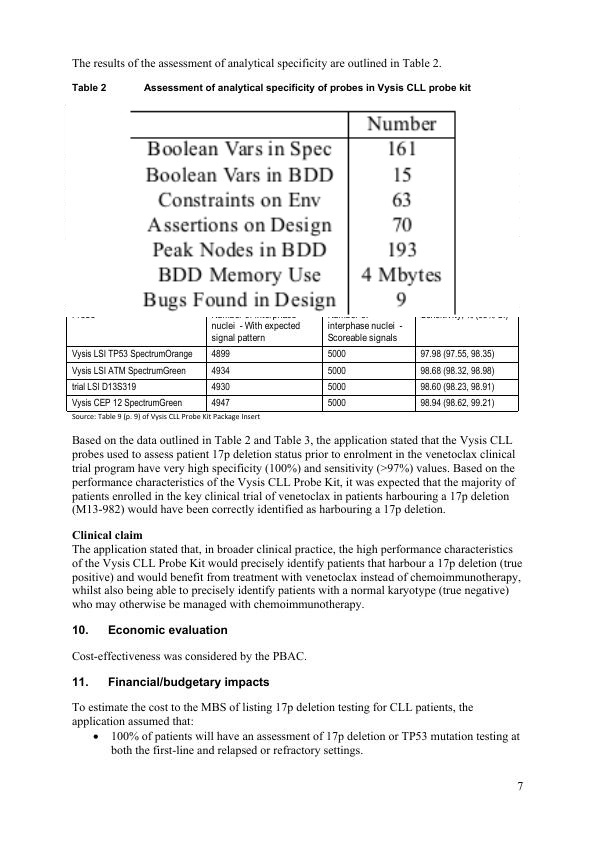 The results of the assessment of analytical specificity are outlined in Table 2.
Table 2 Assessment of analytical specificity of probes in Vysis CLL probe kit
Number
Boolean Vars in Spec 161
Boolean Vars in BDD 15
Constraints on Env 63
Assertions on Design 70
Peak Nodes in BDD 193
BDD Memory Use 4 Mbytes
Bugs Found in Design 9
nuclei - With expected interphase nuclei -
signal pattern Scoreable signals
Vysis LSI TP53 SpectrumOrange 4899 5000 97.98 (97.55, 98.35)
Vysis LSI ATM SpectrumGreen 4934 5000 98.68 (98.32, 98.98)
trial LSI D13S319 4930 5000 98.60 (98.23, 98.91)
Vysis CEP 12 SpectrumGreen 4947 5000 98.94 (98.62, 99.21)
Source: Table 9 (p. 9) of Vysis CLL Probe Kit Package Insert
Based on the data outlined in Table 2 and Table 3, the application stated that the Vysis CLL
probes used to assess patient 17p deletion status prior to enrolment in the venetoclax clinical
trial program have very high specificity (100%) and sensitivity (>97%) values. Based on the
performance characteristics of the Vysis CLL Probe Kit, it was expected that the majority of
patients enrolled in the key clinical trial of venetoclax in patients harbouring a 17p deletion
(M13-982) would have been correctly identified as harbouring a 17p deletion.
Clinical claim
The application stated that, in broader clinical practice, the high performance characteristics
of the Vysis CLL Probe Kit would precisely identify patients that harbour a 17p deletion (true
positive) and would benefit from treatment with venetoclax instead of chemoimmunotherapy,
whilst also being able to precisely identify patients with a normal karyotype (true negative)
who may otherwise be managed with chemoimmunotherapy.
10. Economic evaluation
Cost-effectiveness was considered by the PBAC.
11. Financial/budgetary impacts
To estimate the cost to the MBS of listing 17p deletion testing for CLL patients, the
application assumed that:
• 100% of patients will have an assessment of 17p deletion or TP53 mutation testing at
both the first-line and relapsed or refractory settings.
7